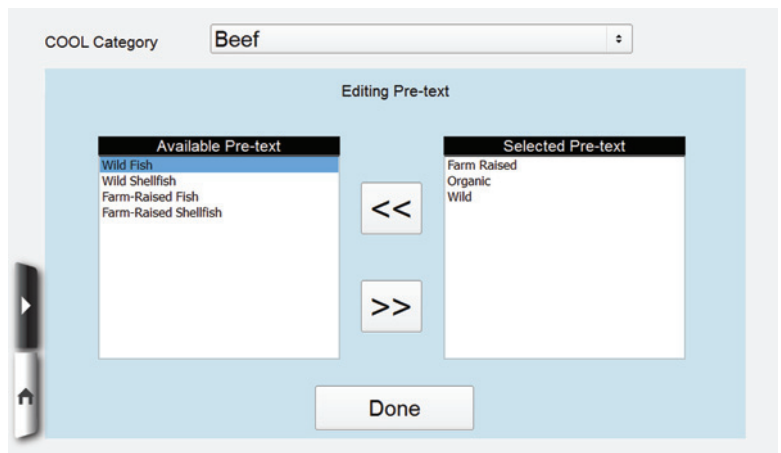 COOL Category
Beef
Editing Pre-text
Available Pre-text
Wild Fish
Wild Shellfish
Farm-Raised Fish
Farm-Raised Shellfish
<<
>>
Selected Pre-text
Farm Raised
Organic
Wild
Done